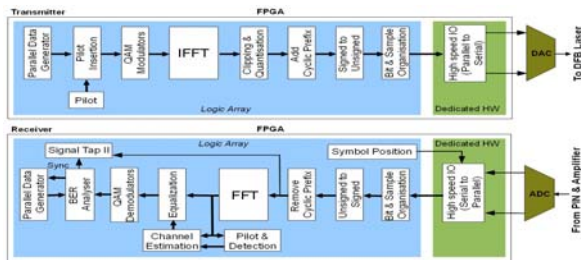 Transmitter
FPGA
Parallel Data
Generator
Pilot
Insertion
QAM
Modulators
IFFT
Clipping &
Quantisation
Add
Cyclic Prefix
Signed to
Unsigned
Bit & Sample
Organisation
High speed IO
(Parallel to
Serial)
DAC
To DFB Laser
Pilot
Logic Array
Dedicated HW
Receiver
FPGA
Logic Array
Dedicated HW
Signal Tap II
Symbol Position
Sync
Parallel Data
Generator
BER
Analyser
QAM
Demodulators
Equalization
FFT
Remove
Cyclic Prefix
Unsigned to
Signed
Bit & Sample
Organisation
High speed IO
(Serial to
Parallel)
ADC
From PIN & Amplifier
Channel
Estimation
Pilot &
Detection